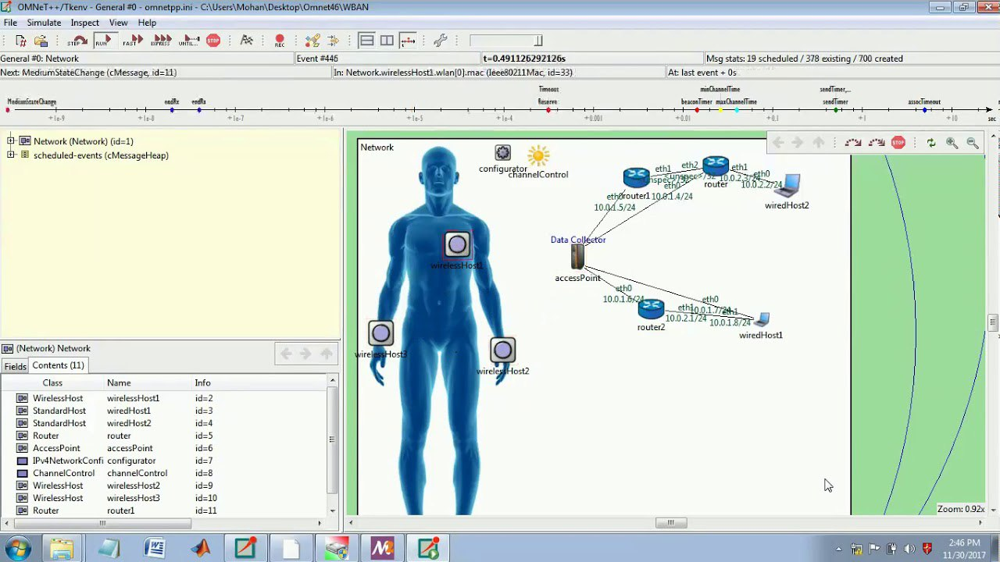 OMNeT++/Tkenv - General #0 - omnetpp.ini - C:\Users\Mohan\Desktop\Omnet46\WBAN
File Simulate Inspect View Help
STEP RUN FAST EXPRESS UNTIL... STOP REC
General #0: Network Event #446 t=0.491126292126s Msg stats: 19 scheduled / 378 existing / 700 created
Next: MediumStateChange (cMessage, id=11) In: Network.wirelessHost1.wlan[0].mac (Ieee80211Mac, id=33) At: last event + 0s
Timeout minChannelTime sendTimer,...
MediumStateChange endRx endRx Reserve beaconTimer maxChannelTime sendTimer assocTimeout
+1e-9 +1e-8 +1e-7 +1e-6 +1e-5 +1e-4 +0.001 +0.01 +0.1 +1 +10 sec
Network (Network) (id=1)
scheduled-events (cMessageHeap)
Network
STOP
configurator
channelControl
eth1 eth2 eth1
<unspec>/32
eth0 router 10.0.2.3/24 eth0
10.0.2.2/24
eth0 router1 10.0.1.4/24
wiredHost2
10.0.1.5/24
Data Collector
wirelessHost1
accessPoint
eth0
10.0.1.6/24
eth0
eth1 10.0.1.7/24 eth1
10.0.2.1/24 10.0.1.8/24
router2
wiredHost1
wirelessHost3
wirelessHost2
(Network) Network
Fields Contents (11)
Class Name Info
WirelessHost wirelessHost1 id=2
StandardHost wiredHost1 id=3
StandardHost wiredHost2 id=4
Router router id=5
AccessPoint accessPoint id=6
IPv4NetworkConfi configurator id=7
ChannelControl channelControl id=8
WirelessHost wirelessHost2 id=9
WirelessHost wirelessHost3 id=10
Router router1 id=11
Zoom: 0.92x
2:46 PM
11/30/2017